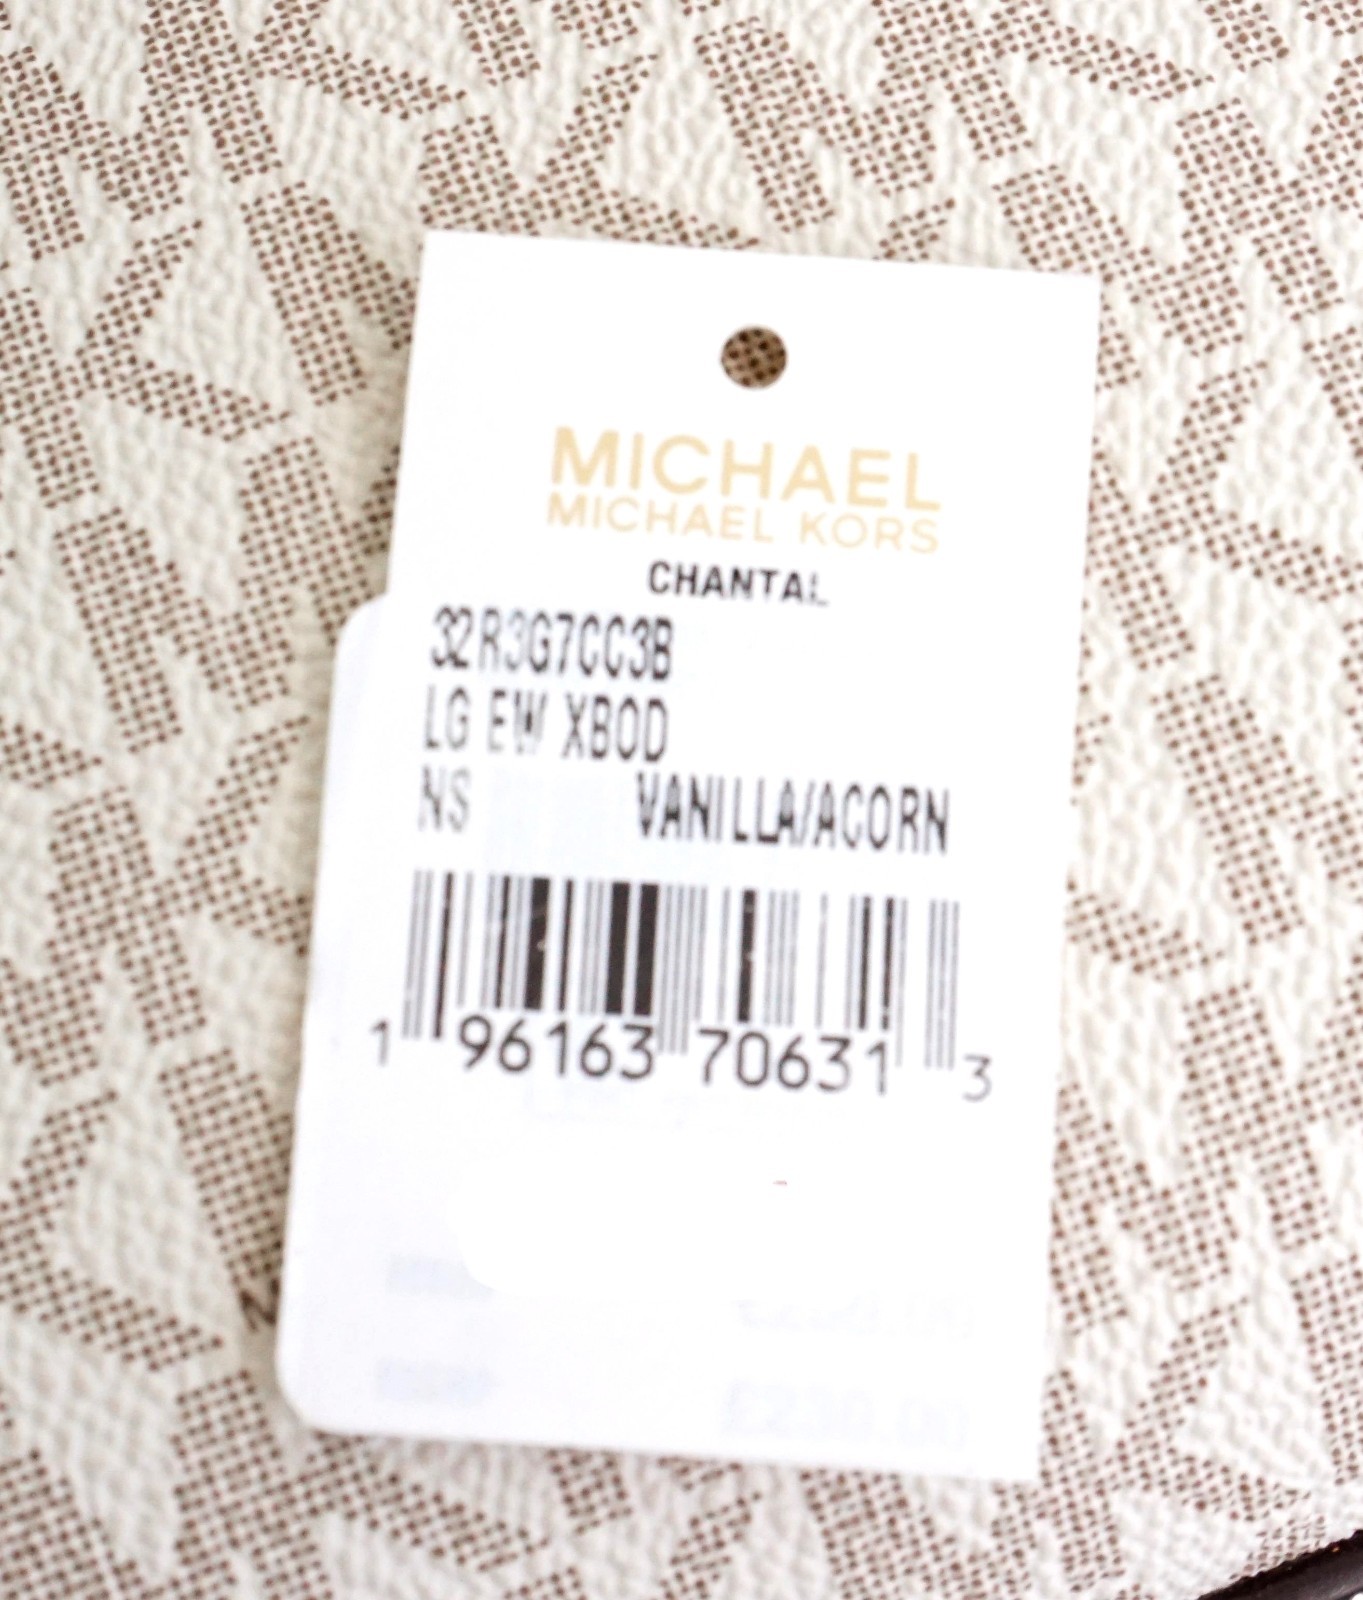 MICHAEL
MICHAEL KORS
CHANTAL
32R3G7CC3B
LG EW XBOD
NS VANILLA/ACORN
1 96163 70631 3